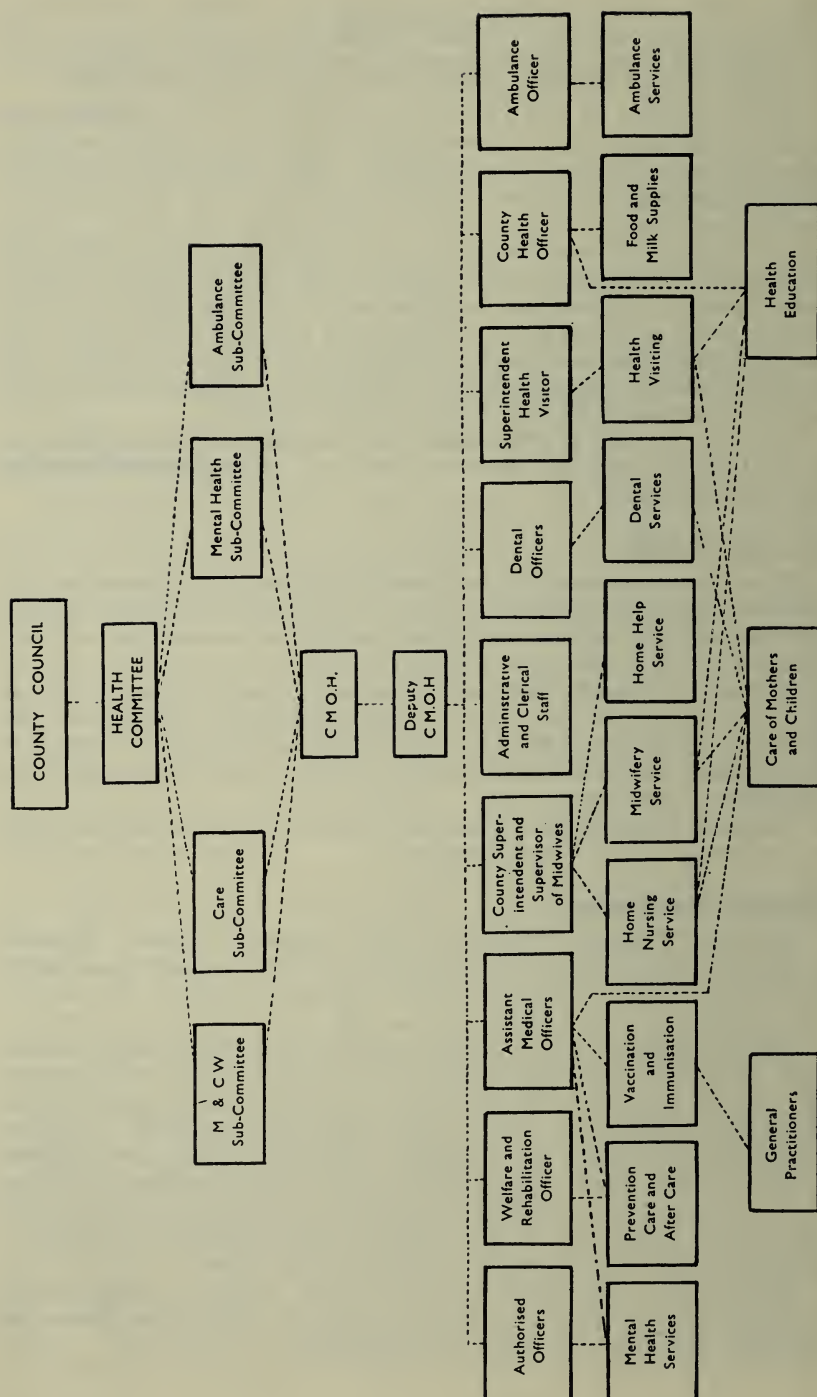 COUNTY COUNCIL
HEALTH
COMMITTEE
M & C W
Sub-Committee
Care
Sub-Committee
Mental Health
Sub-Committee
Ambulance
Sub-Committee
C M O.H.
Deputy
C M.O.H
Authorised
Officers
Welfare and
Rehabilitation
Officer
Assistant
Medical
Officers
County Super-
intendent and
Supervisor
of Midwives
Administrative
and Clerical
Staff
Dental
Officers
Superintendent
Health
Visitor
County
Health
Officer
Ambulance
Officer
Mental
Health
Services
Prevention
Care and
After Care
Vaccination
and
Immunisation
Home
Nursing
Service
Midwifery
Service
Home Help
Service
Dental
Services
Health
Visiting
Food and
Milk Supplies
Ambulance
Services
General
Practitioners
Care of Mothers
and Children
Health
Education